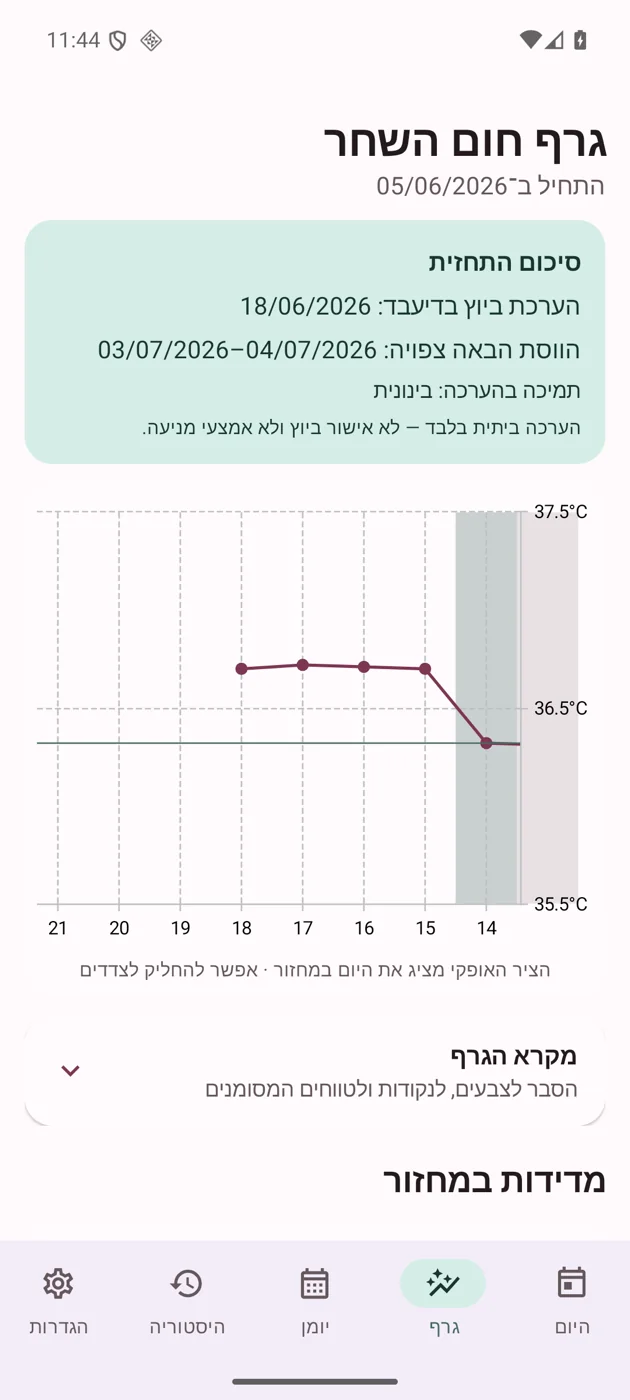 11:44
גרף חום השחר
התחיל ב־05/06/2026
סיכום התחזית
הערכת ביוץ בדיעבד: 18/06/2026
הווסת הבאה צפויה: 03/07/2026–04/07/2026
תמיכה בהערכה: בינונית
הערכה ביתית בלבד — לא אישור ביוץ ולא אמצעי מניעה.
37.5°C
36.5°C
35.5°C
14 15 16 17 18 19 20 21
הציר האופקי מציג את היום במחזור · אפשר להחליק לצדדים
מקרא הגרף
הסבר לצבעים, לנקודות ולטווחים המסומנים
מדידות במחזור
היום גרף יומן היסטוריה הגדרות